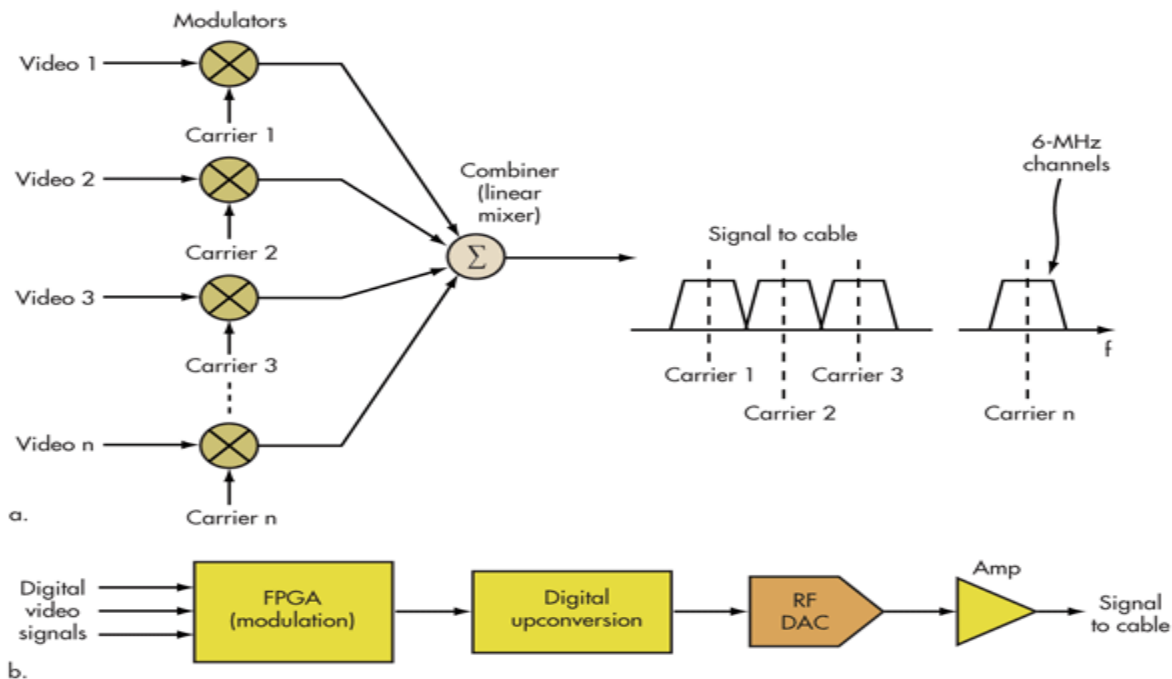 Modulators
Video 1
Carrier 1
Video 2
Carrier 2
Video 3
Carrier 3
Video n
Carrier n
Combiner
(linear
mixer)
Σ
Signal to cable
6-MHz
channels
Carrier 1
Carrier 2
Carrier 3
Carrier n
f
a.
Digital
video
signals
FPGA
(modulation)
Digital
upconversion
RF
DAC
Amp
Signal
to cable
b.